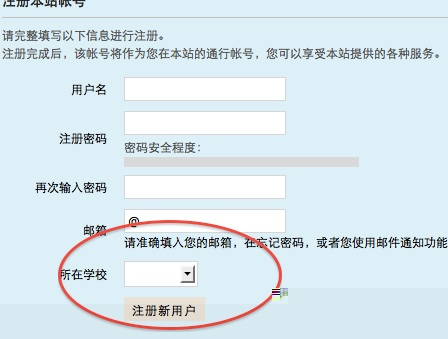 注册本站帐号
请完整填写以下信息进行注册。
注册完成后，该帐号将作为您在本站的通行帐号，您可以享受本站提供的各种服务。
用户名
注册密码
密码安全程度：
再次输入密码
邮箱 @
请准确填入您的邮箱，在忘记密码，或者您使用邮件通知功能
所在学校
注册新用户